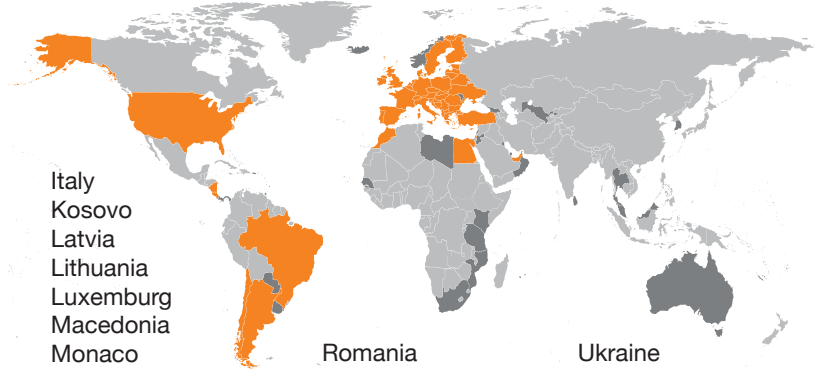 Italy
Kosovo
Latvia
Lithuania
Luxemburg
Macedonia
Monaco
Romania
Ukraine